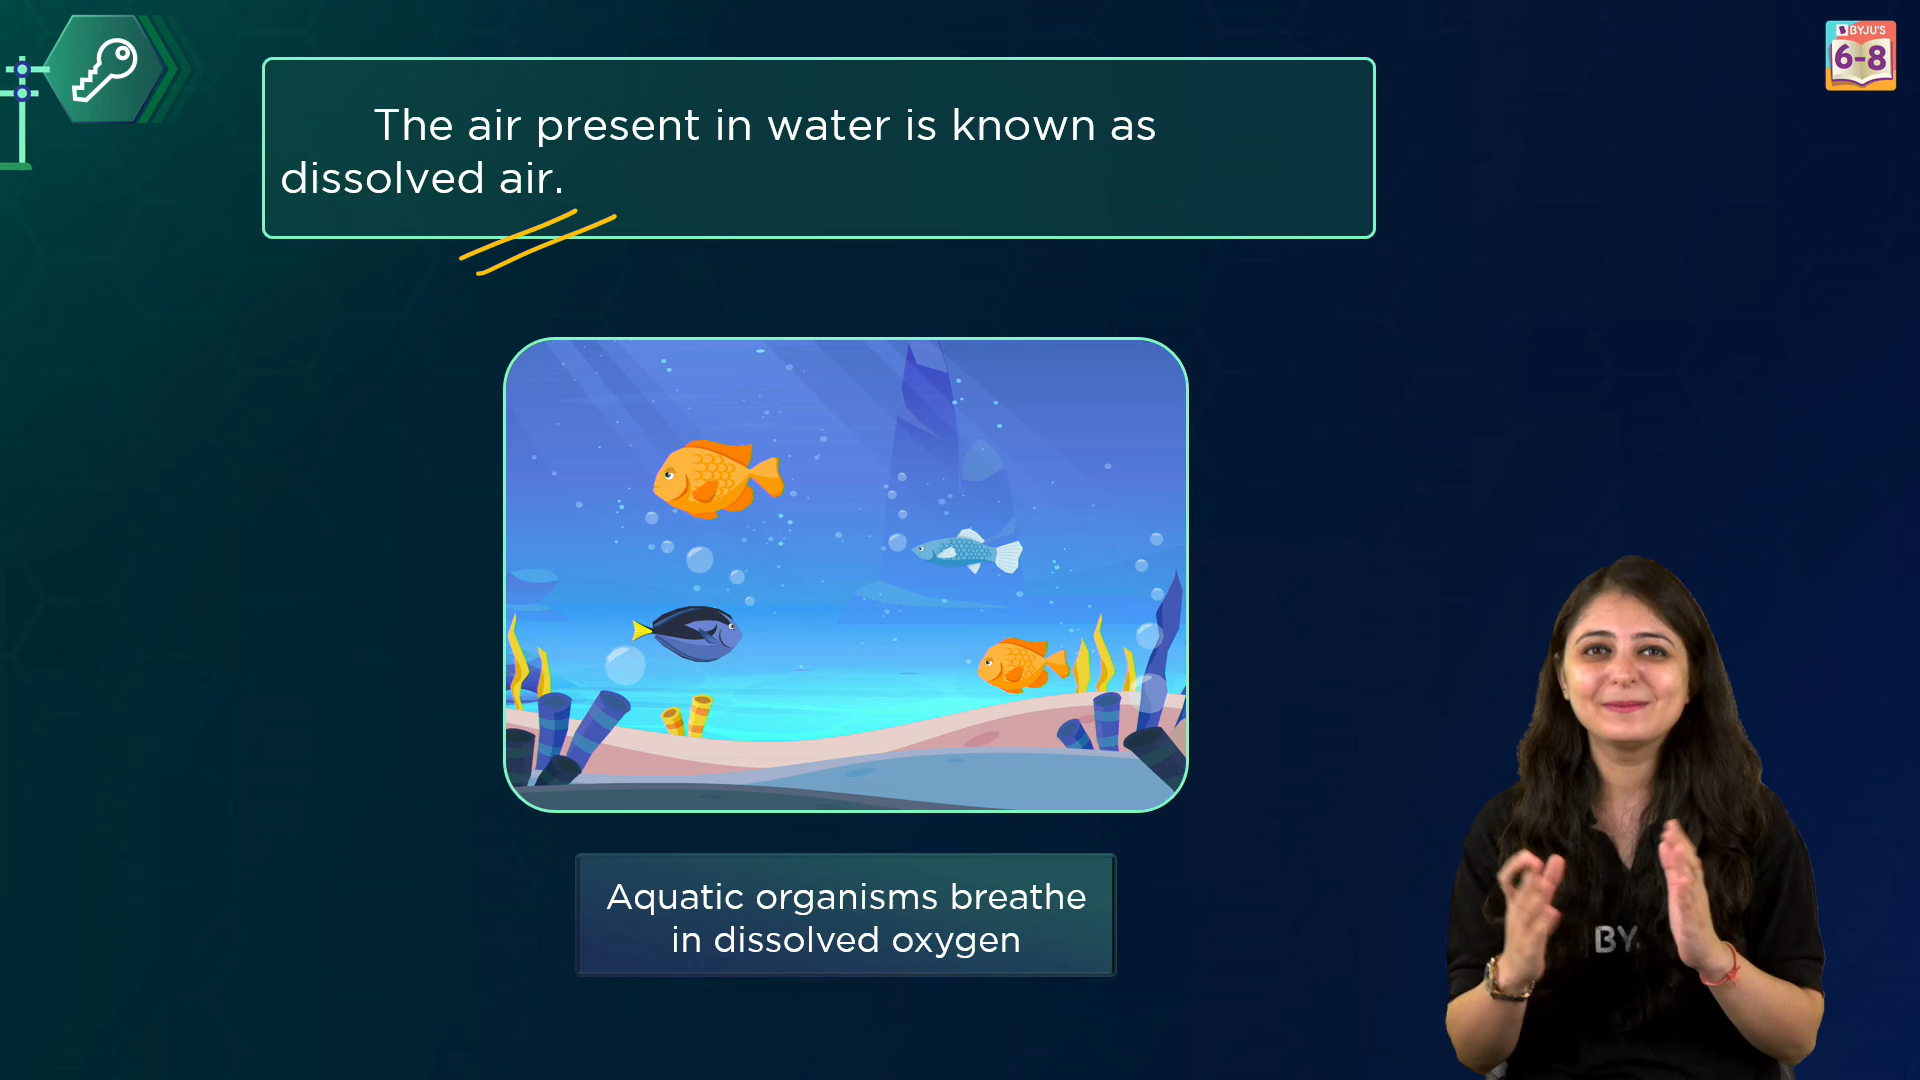 BYJU'S
6-8
The air present in water is known as
dissolved air.
Aquatic organisms breathe
in dissolved oxygen
BY